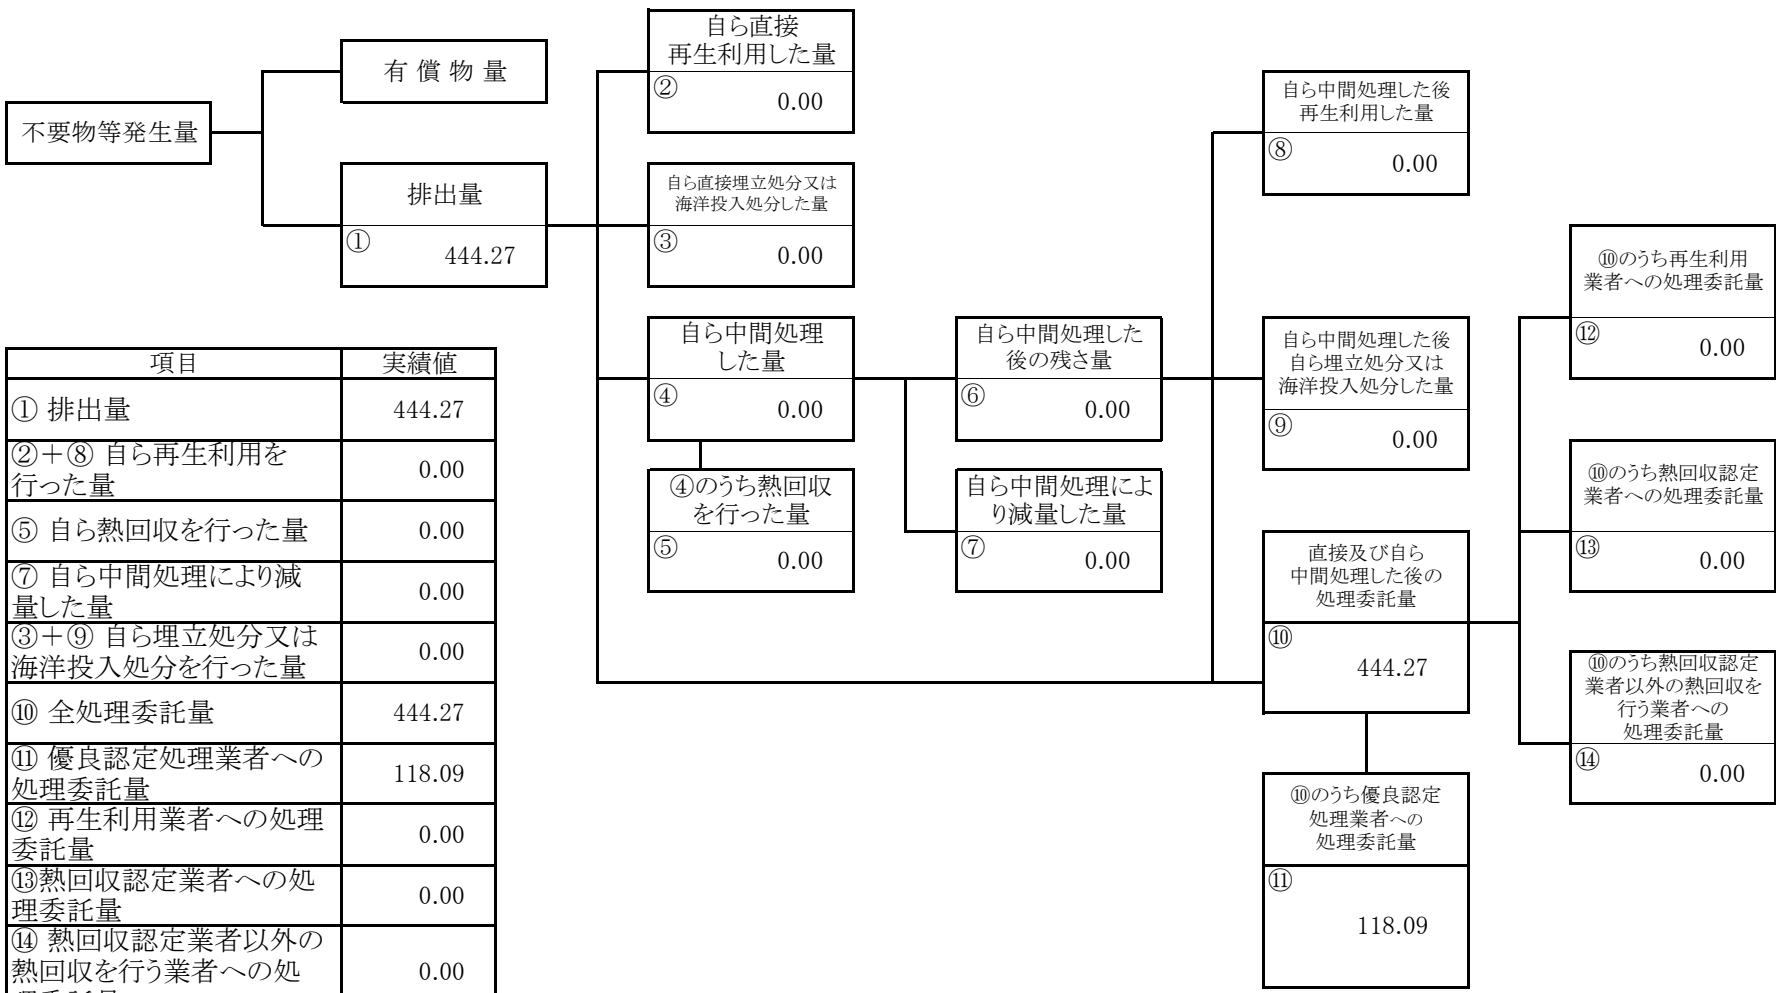 不要物等発生量
有 償 物 量
排出量
①
444.27
自ら直接
再生利用した量
②
0.00
自ら直接埋立処分又は
海洋投入処分した量
③
0.00
自ら中間処理
した量
④
0.00
④のうち熱回収
を行った量
⑤
0.00
自ら中間処理した
後の残さ量
⑥
0.00
自ら中間処理によ
り減量した量
⑦
0.00
自ら中間処理した後
再生利用した量
⑧
0.00
自ら中間処理した後
自ら埋立処分又は
海洋投入処分した量
⑨
0.00
直接及び自ら
中間処理した後の
処理委託量
⑩
444.27
⑩のうち優良認定
処理業者への
処理委託量
⑪
118.09
⑩のうち再生利用
業者への処理委託量
⑫
0.00
⑩のうち熱回収認定
業者への処理委託量
⑬
0.00
⑩のうち熱回収認定
業者以外の熱回収を
行う業者への
処理委託量
⑭
0.00
項目 実績値
① 排出量 444.27
②＋⑧ 自ら再生利用を
行った量
0.00
⑤ 自ら熱回収を行った量 0.00
⑦ 自ら中間処理により減
量した量
0.00
③＋⑨ 自ら埋立処分又は
海洋投入処分を行った量
0.00
⑩ 全処理委託量 444.27
⑪ 優良認定処理業者への
処理委託量
118.09
⑫ 再生利用業者への処理
委託量
0.00
⑬熱回収認定業者への処
理委託量
0.00
⑭ 熱回収認定業者以外の
熱回収を行う業者への処
0.00